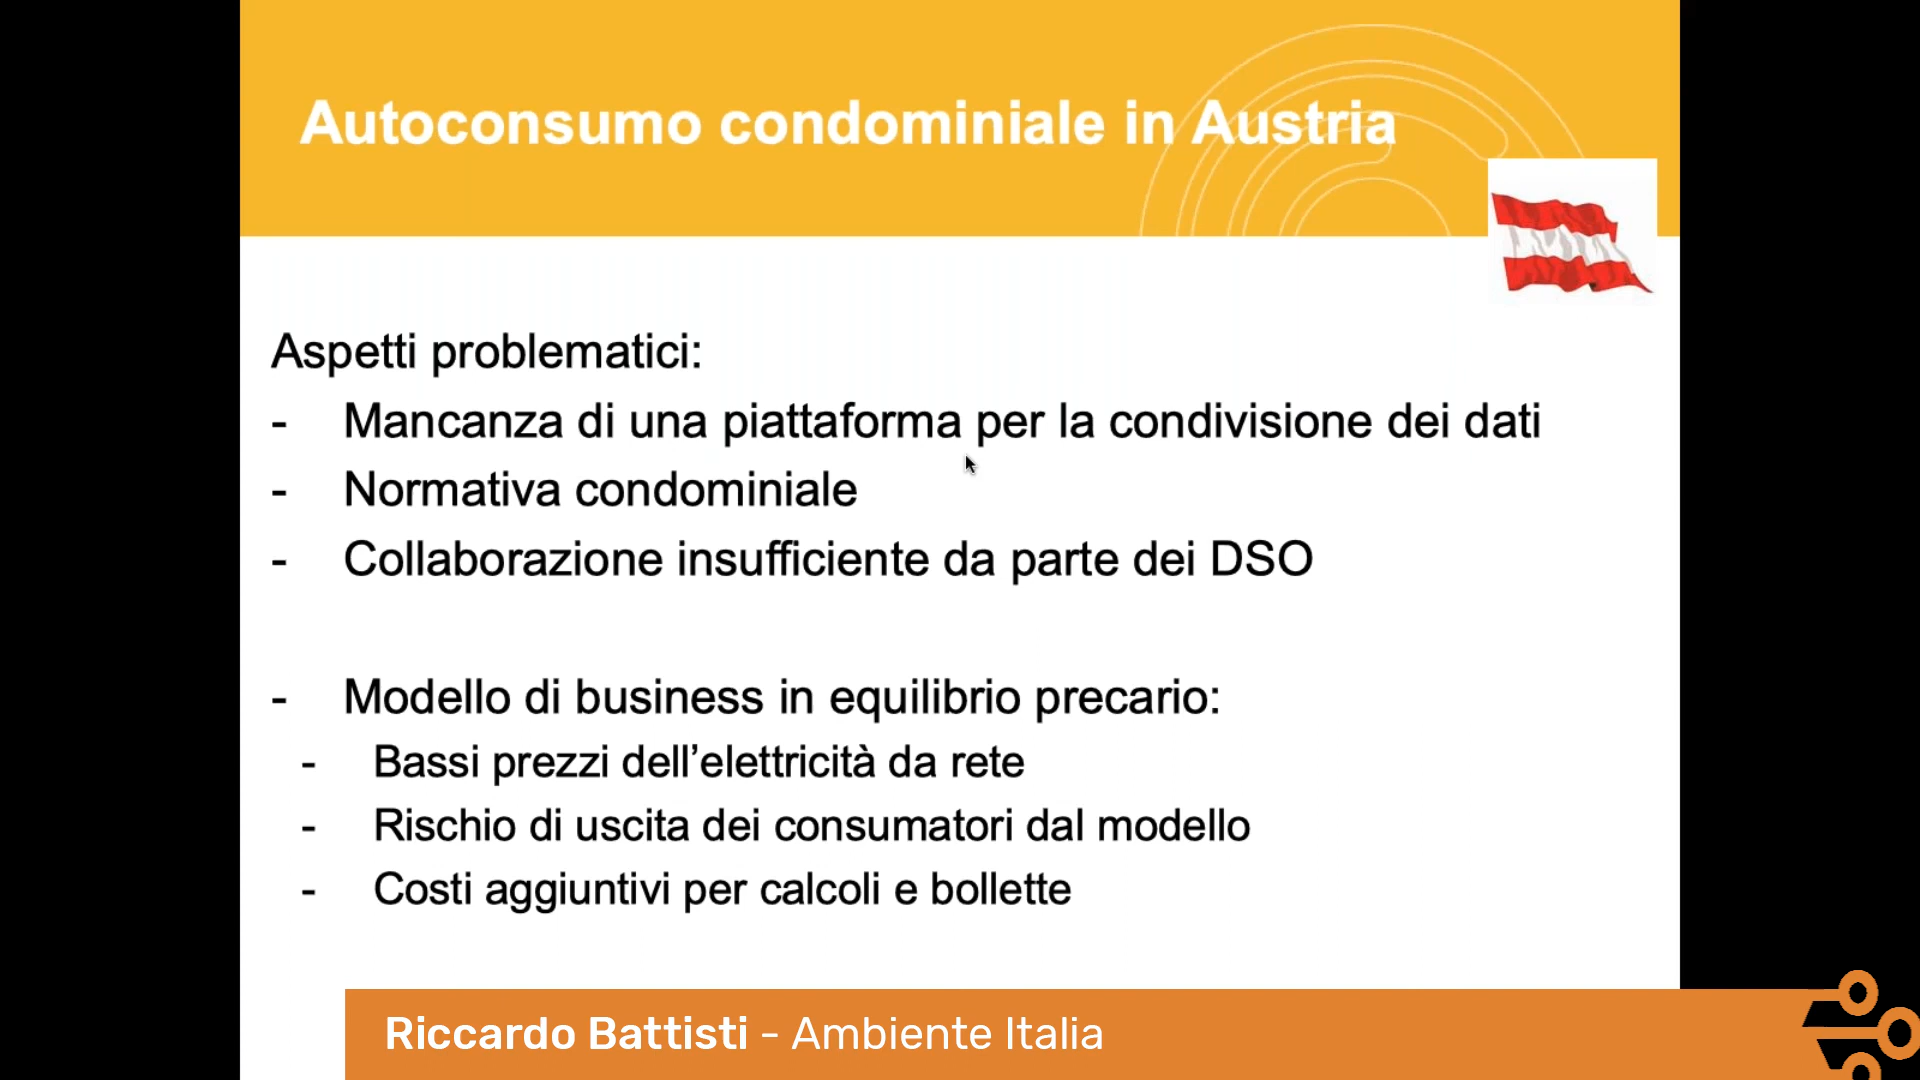 Autoconsumo condominiale in Austria
Aspetti problematici:
- Mancanza di una piattaforma per la condivisione dei dati
- Normativa condominiale
- Collaborazione insufficiente da parte dei DSO
- Modello di business in equilibrio precario:
- Bassi prezzi dell’elettricità da rete
- Rischio di uscita dei consumatori dal modello
- Costi aggiuntivi per calcoli e bollette
Riccardo Battisti - Ambiente Italia